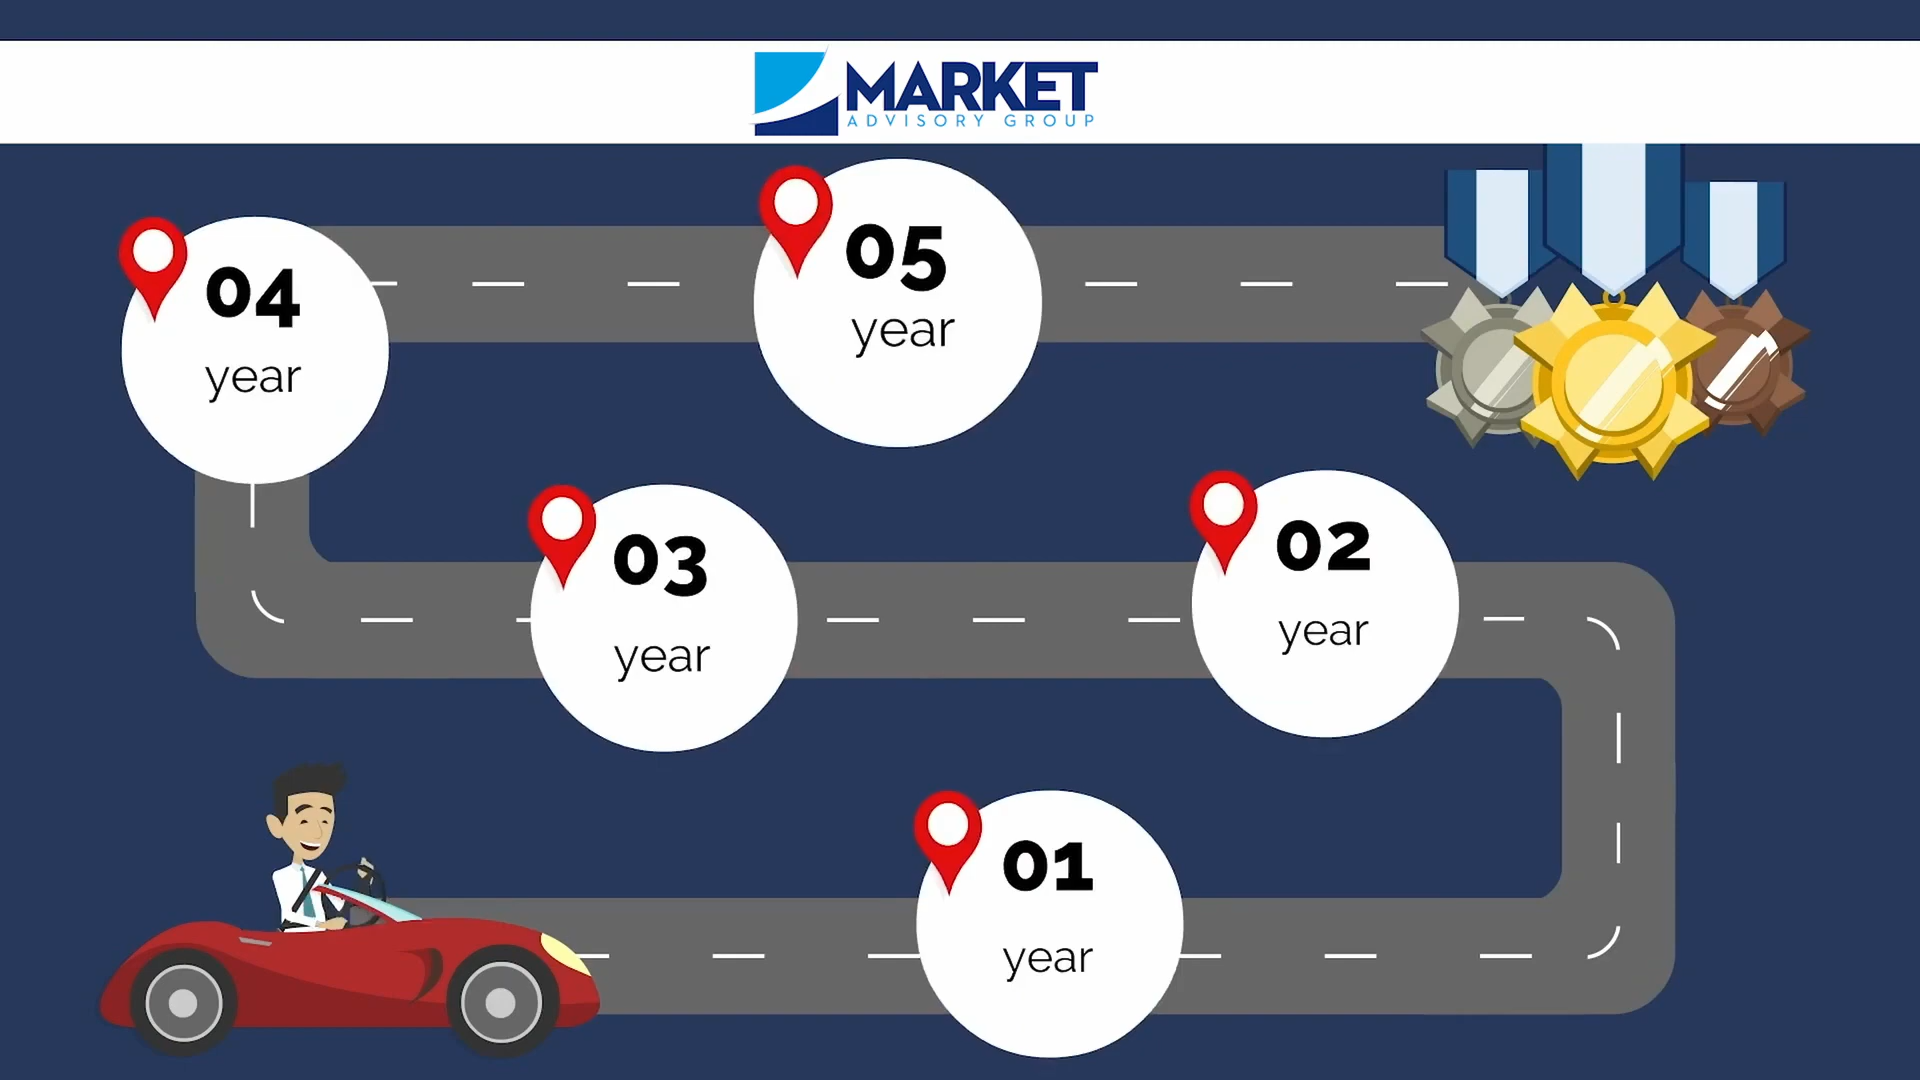 MARKET
ADVISORY GROUP
05
year
04
year
03
year
02
year
01
year